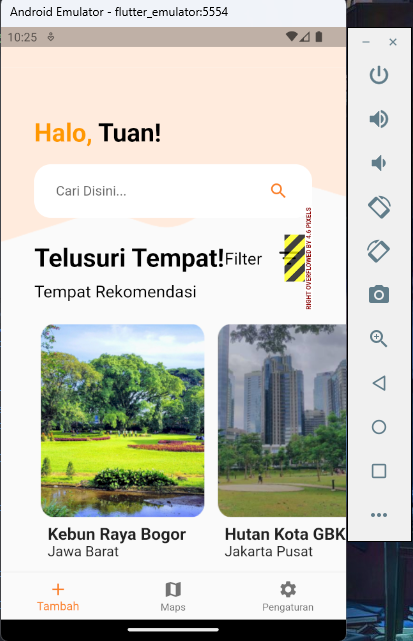 Android Emulator - flutter_emulator:5554
10:25
Halo, Tuan!
Cari Disini...
Telusuri Tempat!Filter
RIGHT OVERFLOWED BY 4.6 PIXELS
Tempat Rekomendasi
Kebun Raya Bogor
Jawa Barat
Hutan Kota GBK
Jakarta Pusat
Tambah
Maps
Pengaturan